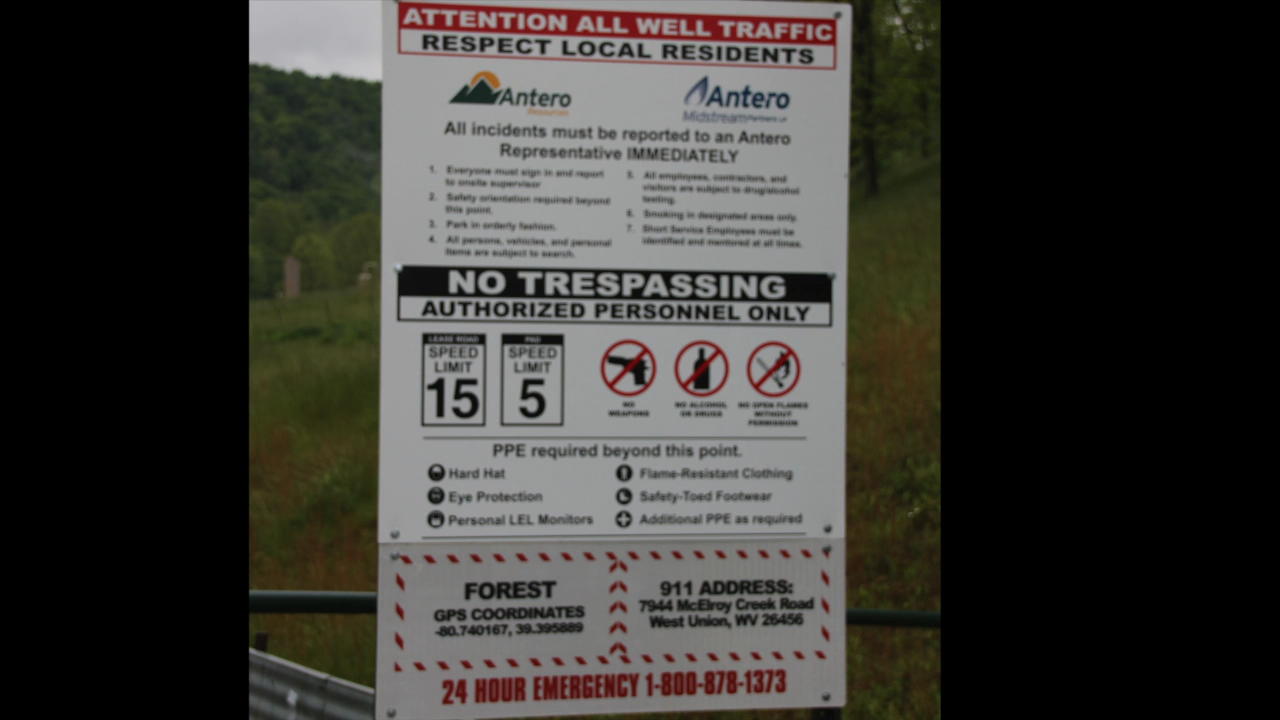 ATTENTION ALL WELL TRAFFIC
RESPECT LOCAL RESIDENTS
Antero
Resources
Antero
Midstream Partners LP
All incidents must be reported to an Antero
Representative IMMEDIATELY
1. Everyone must sign in and report
to onsite supervisor
2. Safety orientation required beyond
this point.
3. Park in orderly fashion.
4. All persons, vehicles, and personal
items are subject to search.
5. All employees, contractors, and
visitors are subject to drug/alcohol
testing.
6. Smoking in designated areas only.
7. Short Service Employees must be
identified and mentored at all times.
NO TRESPASSING
AUTHORIZED PERSONNEL ONLY
LEASE ROAD
SPEED
LIMIT
15
PAD
SPEED
LIMIT
5
NO
WEAPONS
NO ALCOHOL
OR DRUGS
NO OPEN FLAMES
WITHOUT
PERMISSION
PPE required beyond this point.
Hard Hat
Eye Protection
Personal LEL Monitors
Flame-Resistant Clothing
Safety-Toed Footwear
Additional PPE as required
FOREST
GPS COORDINATES
-80.740167, 39.395889
911 ADDRESS:
7944 McElroy Creek Road
West Union, WV 26456
24 HOUR EMERGENCY 1-800-878-1373